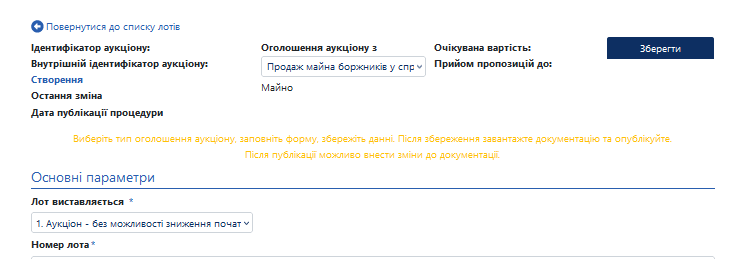 Повернутися до списку лотів
Ідентифікатор аукціону:
Оголошення аукціону з
Очікувана вартість:
Зберегти
Внутрішній ідентифікатор аукціону:
Продаж майна боржників у спр
Прийом пропозицій до:
Створення
Майно
Остання зміна
Дата публікації процедури
Виберіть тип оголошення аукціону, заповніть форму, збережіть данні. Після збереження завантажте документацію та опублікуйте.
Після публікації можливо внести зміни до документації.
Основні параметри
Лот виставляється *
1. Аукціон - без можливості зниження почат
Номер лота*